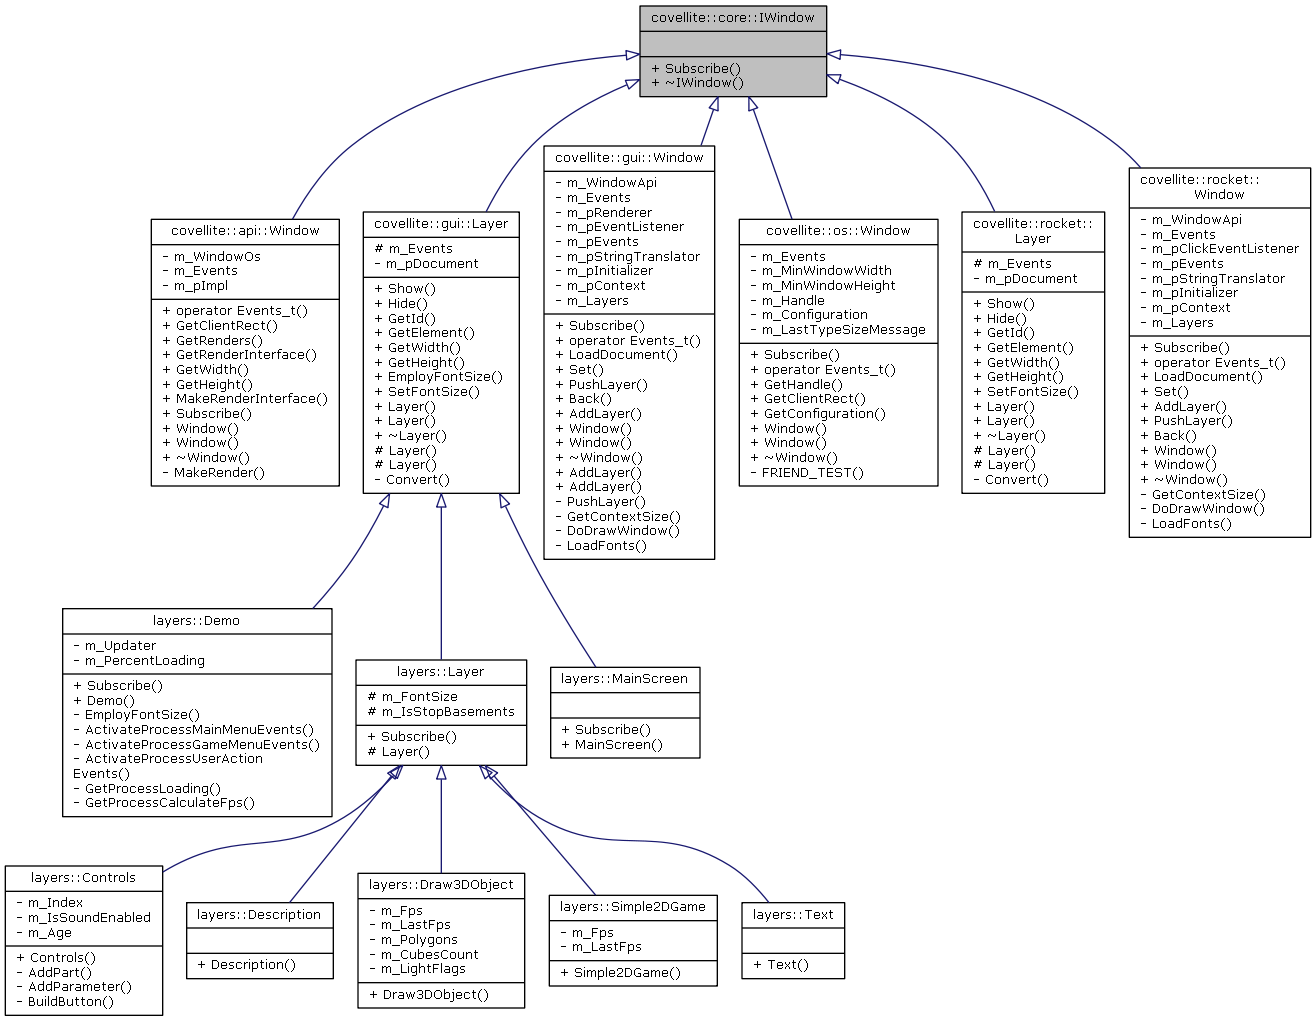 covellite::core::IWindow
+ Subscribe()
+ ~IWindow()
covellite::api::Window
- m_WindowOs
- m_Events
- m_pImpl
+ operator Events_t()
+ GetClientRect()
+ GetRenders()
+ GetRenderInterface()
+ GetWidth()
+ GetHeight()
+ MakeRenderInterface()
+ Subscribe()
+ Window()
+ Window()
+ ~Window()
- MakeRender()
covellite::gui::Layer
# m_Events
- m_pDocument
+ Show()
+ Hide()
+ GetId()
+ GetElement()
+ GetWidth()
+ GetHeight()
+ EmployFontSize()
+ SetFontSize()
+ Layer()
+ Layer()
+ ~Layer()
# Layer()
# Layer()
- Convert()
covellite::gui::Window
- m_WindowApi
- m_Events
- m_pRenderer
- m_pEventListener
- m_pEvents
- m_pStringTranslator
- m_pInitializer
- m_pContext
- m_Layers
+ Subscribe()
+ operator Events_t()
+ LoadDocument()
+ Set()
+ PushLayer()
+ Back()
+ AddLayer()
+ Window()
+ Window()
+ ~Window()
+ AddLayer()
+ AddLayer()
- PushLayer()
- GetContextSize()
- DoDrawWindow()
- LoadFonts()
covellite::os::Window
- m_Events
- m_MinWindowWidth
- m_MinWindowHeight
- m_Handle
- m_Configuration
- m_LastTypeSizeMessage
+ Subscribe()
+ operator Events_t()
+ GetHandle()
+ GetClientRect()
+ GetConfiguration()
+ Window()
+ Window()
+ ~Window()
- FRIEND_TEST()
covellite::rocket::
Layer
# m_Events
- m_pDocument
+ Show()
+ Hide()
+ GetId()
+ GetElement()
+ GetWidth()
+ GetHeight()
+ SetFontSize()
+ Layer()
+ Layer()
+ ~Layer()
# Layer()
# Layer()
- Convert()
covellite::rocket::
Window
- m_WindowApi
- m_Events
- m_pClickEventListener
- m_pEvents
- m_pStringTranslator
- m_pInitializer
- m_pContext
- m_Layers
+ Subscribe()
+ operator Events_t()
+ LoadDocument()
+ Set()
+ AddLayer()
+ PushLayer()
+ Back()
+ Window()
+ Window()
+ ~Window()
- GetContextSize()
- DoDrawWindow()
- LoadFonts()
layers::Demo
- m_Updater
- m_PercentLoading
+ Subscribe()
+ Demo()
- EmployFontSize()
- ActivateProcessMainMenuEvents()
- ActivateProcessGameMenuEvents()
- ActivateProcessUserAction
Events()
- GetProcessLoading()
- GetProcessCalculateFps()
layers::Layer
# m_FontSize
# m_IsStopBasements
+ Subscribe()
# Layer()
layers::MainScreen
+ Subscribe()
+ MainScreen()
layers::Controls
- m_Index
- m_IsSoundEnabled
- m_Age
+ Controls()
- AddPart()
- AddParameter()
- BuildButton()
layers::Description
+ Description()
layers::Draw3DObject
- m_Fps
- m_LastFps
- m_Polygons
- m_CubesCount
- m_LightFlags
+ Draw3DObject()
layers::Simple2DGame
- m_Fps
- m_LastFps
+ Simple2DGame()
layers::Text
+ Text()